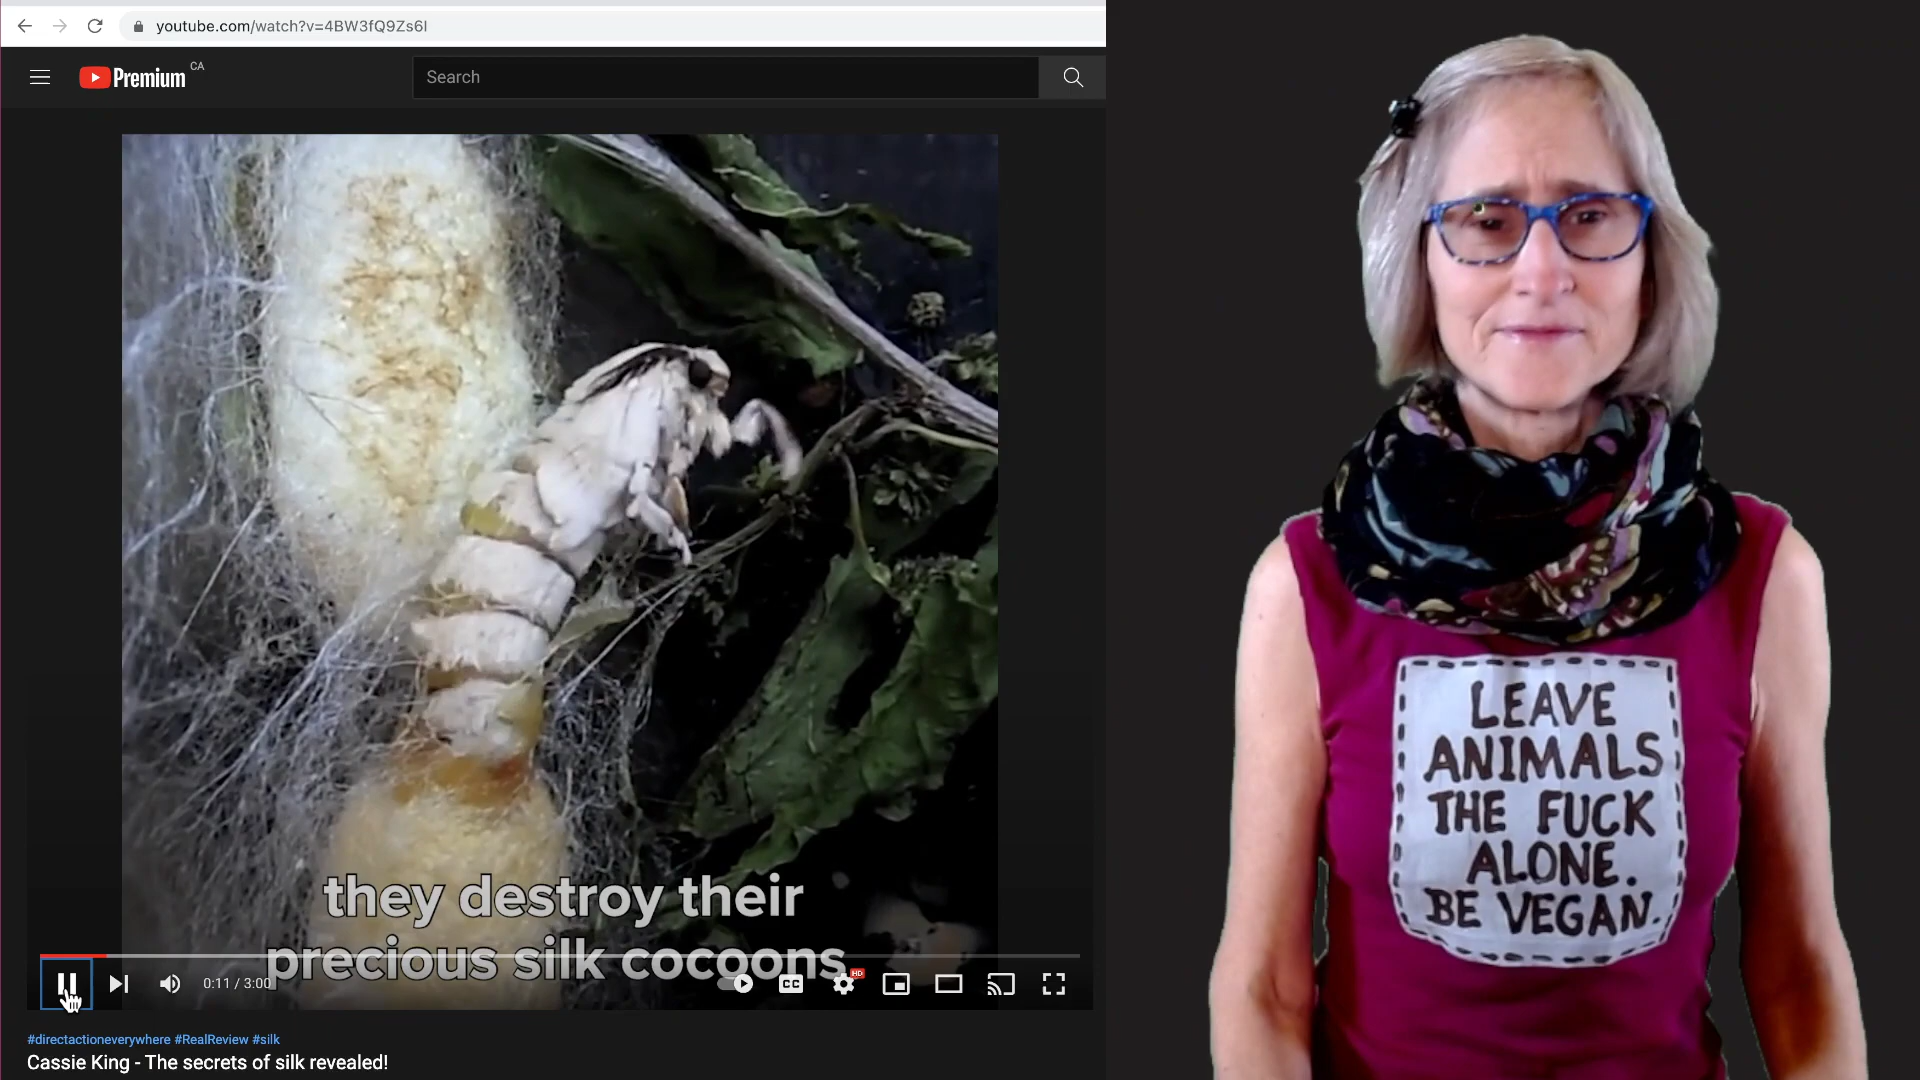 youtube.com/watch?v=4BW3fQ9Zs6I
Premium CA
Search
they destroy their
precious silk cocoons
0:11 / 3:00
CC
HD
#directactioneverywhere #RealReview #silk
Cassie King - The secrets of silk revealed!
LEAVE
ANIMALS
THE FUCK
ALONE.
BE VEGAN.